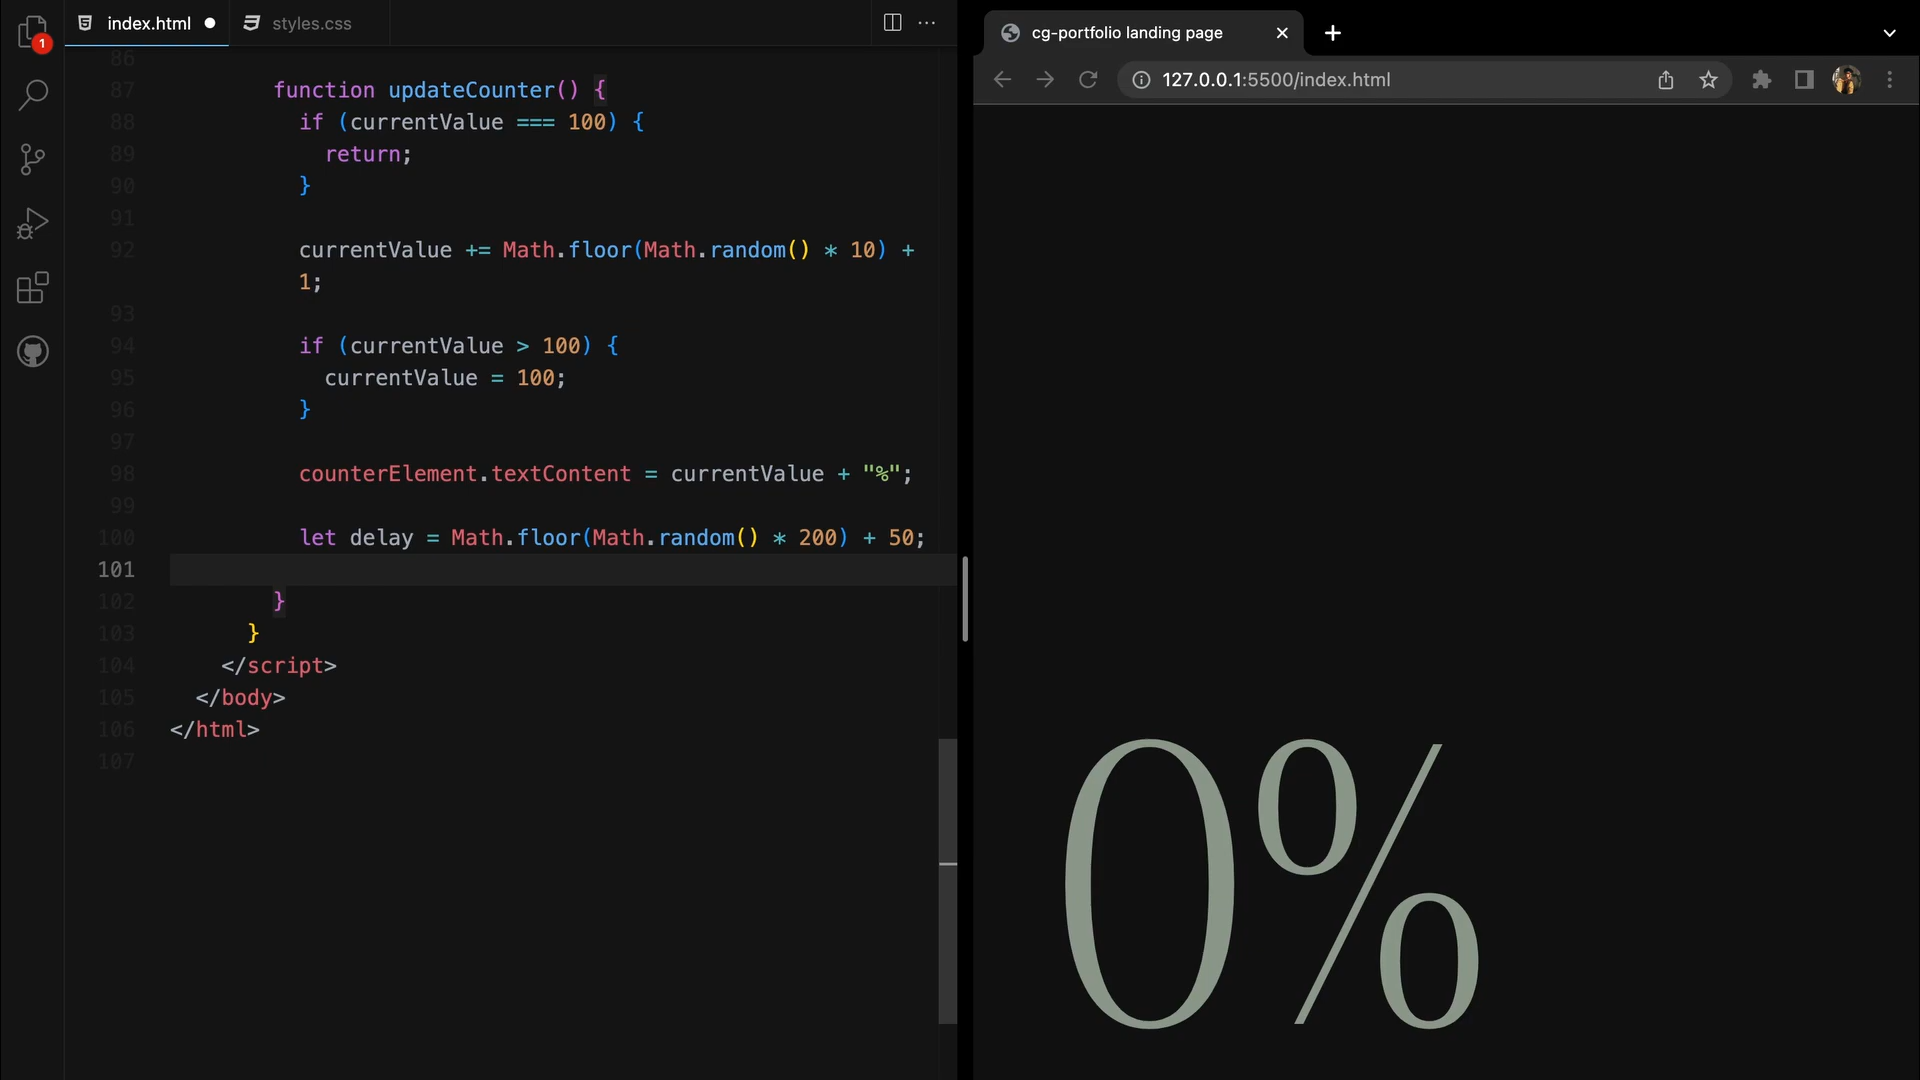 index.html
styles.css
1
86
87 function updateCounter() {
88 if (currentValue === 100) {
89 return;
90 }
91
92 currentValue += Math.floor(Math.random() * 10) +
1;
93
94 if (currentValue > 100) {
95 currentValue = 100;
96 }
97
98 counterElement.textContent = currentValue + "%";
99
100 let delay = Math.floor(Math.random() * 200) + 50;
101
102 }
103 }
104 </script>
105 </body>
106 </html>
107
cg-portfolio landing page
127.0.0.1:5500/index.html
0%